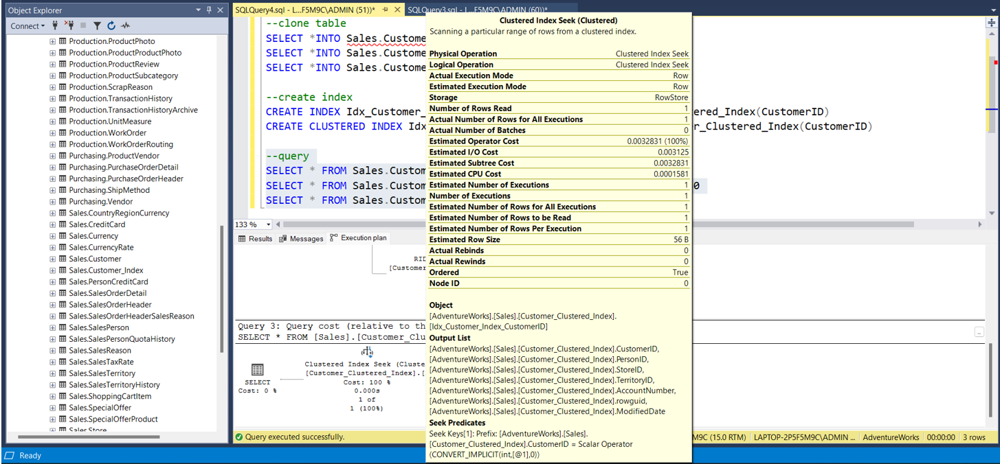 Object Explorer
Connect
Production.ProductPhoto
Production.ProductProductPhoto
Production.ProductReview
Production.ProductSubcategory
Production.ScrapReason
Production.TransactionHistory
Production.TransactionHistoryArchive
Production.UnitMeasure
Production.WorkOrder
Production.WorkOrderRouting
Purchasing.ProductVendor
Purchasing.PurchaseOrderDetail
Purchasing.PurchaseOrderHeader
Purchasing.ShipMethod
Purchasing.Vendor
Sales.CountryRegionCurrency
Sales.CreditCard
Sales.Currency
Sales.CurrencyRate
Sales.Customer
Sales.Customer_Index
Sales.PersonCreditCard
Sales.SalesOrderDetail
Sales.SalesOrderHeader
Sales.SalesOrderHeaderSalesReason
Sales.SalesPerson
Sales.SalesPersonQuotaHistory
Sales.SalesReason
Sales.SalesTaxRate
Sales.SalesTerritory
Sales.SalesTerritoryHistory
Sales.ShoppingCartItem
Sales.SpecialOffer
Sales.SpecialOfferProduct
Sales.Store
SQLQuery4.sql - L...F5M9C\ADMIN (51))*
SQLQuery3.sql - L...F5M9C\ADMIN (60))*
--clone table
SELECT *INTO Sales.Custome
SELECT *INTO Sales.Custome
SELECT *INTO Sales.Custome
--create index
CREATE INDEX Idx_Customer_ ered_Index(CustomerID)
CREATE CLUSTERED INDEX Idx r_Clustered_Index(CustomerID)
--query
SELECT * FROM Sales.Custom
SELECT * FROM Sales.Custom 0
SELECT * FROM Sales.Custom
133 %
Results
Messages
Execution plan
RID
[Customer
Query 3: Query cost (relative to th
SELECT * FROM [Sales].[Customer_Clu
Clustered Index Seek (Cluste
[Customer_Clustered_Index].[
SELECT
Cost: 0 %
Cost: 100 %
0.000s
1 of
1 (100%)
Clustered Index Seek (Clustered)
Scanning a particular range of rows from a clustered index.
Physical Operation Clustered Index Seek
Logical Operation Clustered Index Seek
Actual Execution Mode Row
Estimated Execution Mode Row
Storage RowStore
Number of Rows Read 1
Actual Number of Rows for All Executions 1
Actual Number of Batches 0
Estimated Operator Cost 0.0032831 (100%)
Estimated I/O Cost 0.003125
Estimated Subtree Cost 0.0032831
Estimated CPU Cost 0.0001581
Estimated Number of Executions 1
Number of Executions 1
Estimated Number of Rows for All Executions 1
Estimated Number of Rows to be Read 1
Estimated Number of Rows Per Execution 1
Estimated Row Size 56 B
Actual Rebinds 0
Actual Rewinds 0
Ordered True
Node ID 0
Object
[AdventureWorks].[Sales].[Customer_Clustered_Index].
[Idx_Customer_Index_CustomerID]
Output List
[AdventureWorks].[Sales].[Customer_Clustered_Index].CustomerID,
[AdventureWorks].[Sales].[Customer_Clustered_Index].PersonID,
[AdventureWorks].[Sales].[Customer_Clustered_Index].StoreID,
[AdventureWorks].[Sales].[Customer_Clustered_Index].TerritoryID,
[AdventureWorks].[Sales].[Customer_Clustered_Index].AccountNumber,
[AdventureWorks].[Sales].[Customer_Clustered_Index].rowguid,
[AdventureWorks].[Sales].[Customer_Clustered_Index].ModifiedDate
Seek Predicates
Seek Keys[1]: Prefix: [AdventureWorks].[Sales].
[Customer_Clustered_Index].CustomerID = Scalar Operator
(CONVERT_IMPLICIT(int,[@1],0))
Query executed successfully.
M9C (15.0 RTM)
LAPTOP-2P5F5M9C\ADMIN ...
AdventureWorks
00:00:00
3 rows
Ready